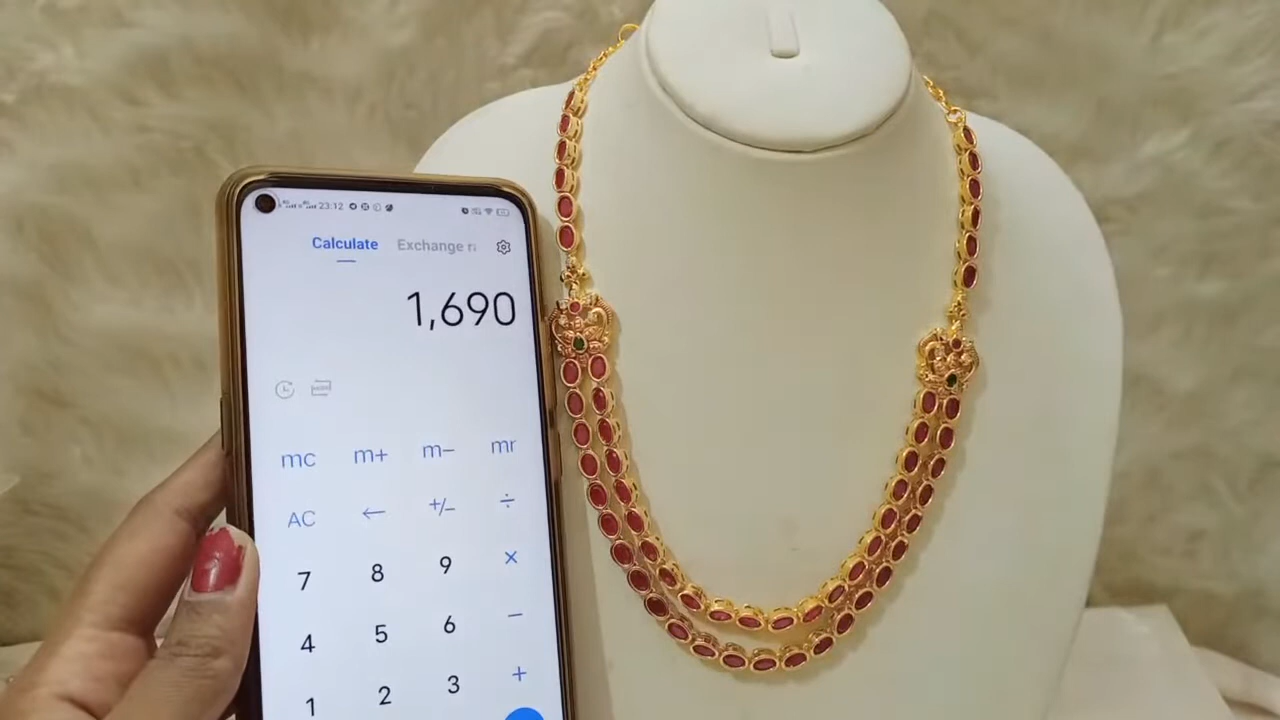 23:12
Calculate Exchange r
1,690
mc m+ m− mr
AC ← +/− ÷
7 8 9 ×
4 5 6 −
1 2 3 +